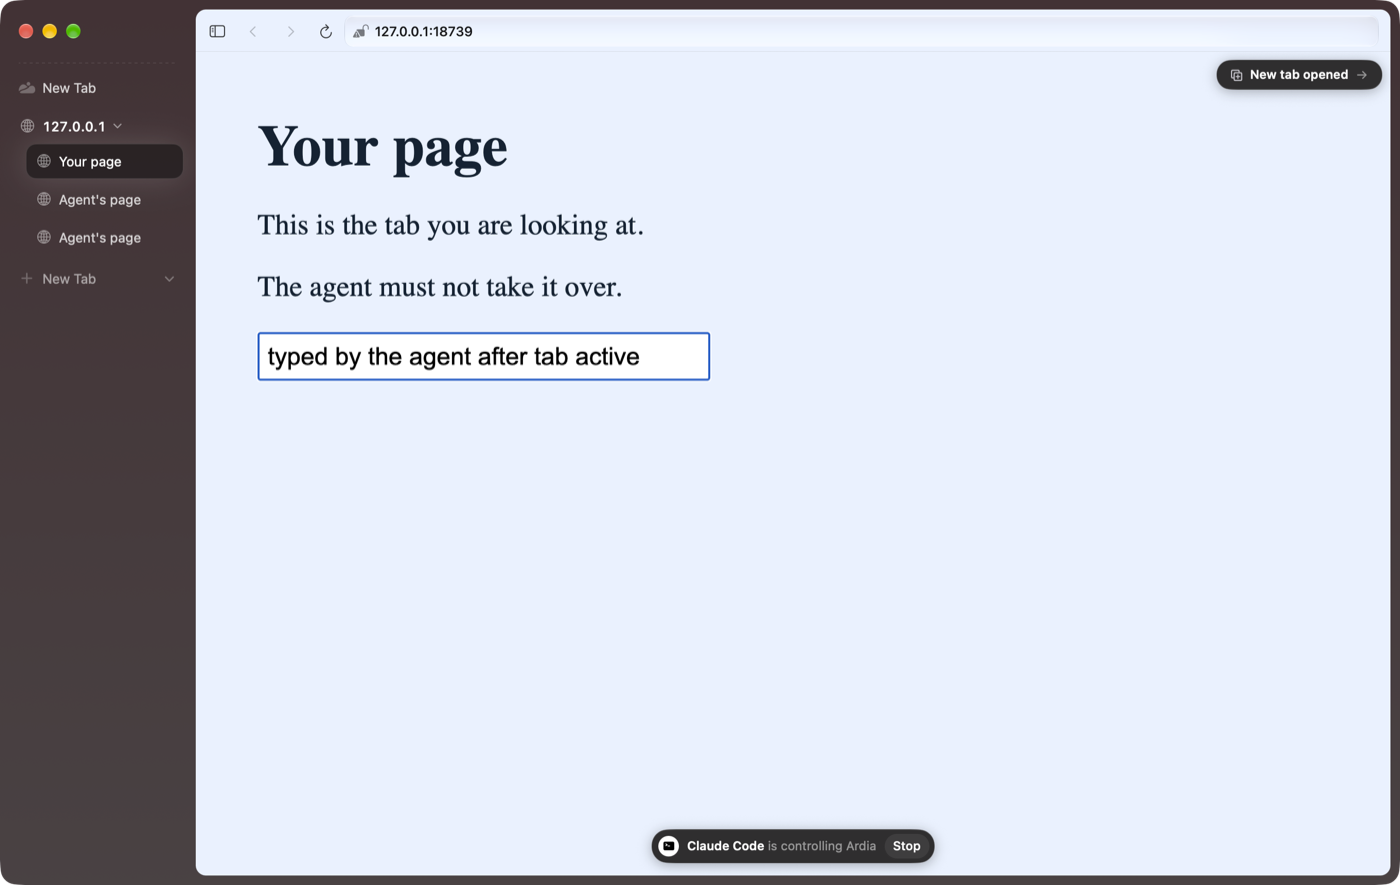 127.0.0.1:18739
New Tab
127.0.0.1
Your page
Agent's page
Agent's page
New Tab
New tab opened
Your page
This is the tab you are looking at.
The agent must not take it over.
typed by the agent after tab active
Claude Code is controlling Ardia Stop